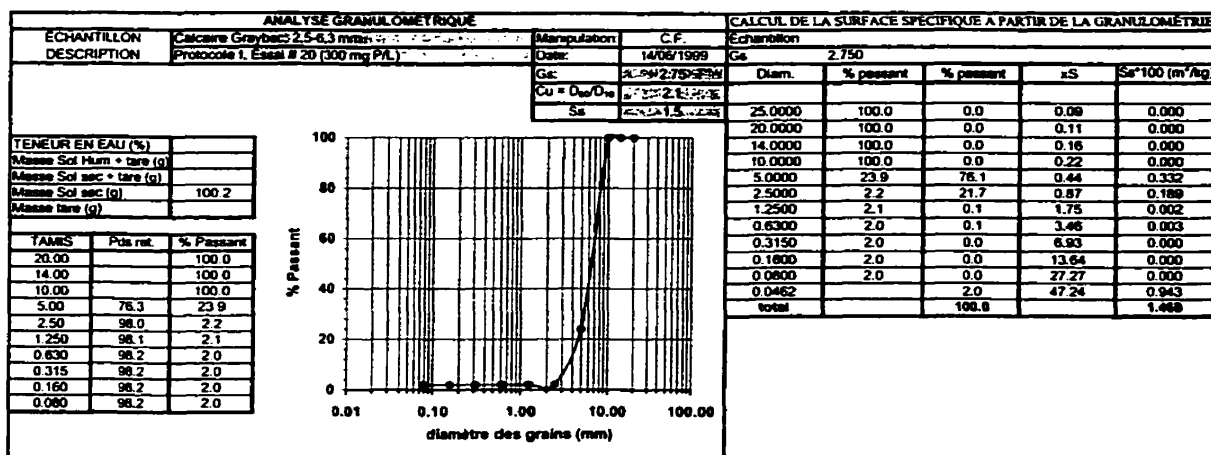 ANALYSE GRANULOMÉTRIQUE
ÉCHANTILLON Calcaire Graybec 2,5-6,3 mm Manipulation: C.F.
DESCRIPTION Protocole 1, Essai # 20 (300 mg P/L) Date: 14/06/1999
Gs: 2.75
Cu = D60/D10 2.1
Ss 1.5
TENEUR EN EAU (%)
Masse Sol Hum + tare (g)
Masse Sol sec + tare (g)
Masse Sol sec (g) 100.2
Masse tare (g)
TAMIS Pds ret. % Passant
20.00 100.0
14.00 100.0
10.00 100.0
5.00 76.3 23.9
2.50 98.0 2.2
1.250 98.1 2.1
0.630 98.2 2.0
0.315 98.2 2.0
0.160 98.2 2.0
0.080 98.2 2.0
% Passant
100
80
60
40
20
0
0.01 0.10 1.00 10.00 100.00
diamètre des grains (mm)
CALCUL DE LA SURFACE SPÉCIFIQUE A PARTIR DE LA GRANULOMÉTRIE
Echantillon
Gs 2.750
Diam. % passant % passant xS Ss*100 (m²/kg)
25.0000 100.0 0.0 0.09 0.000
20.0000 100.0 0.0 0.11 0.000
14.0000 100.0 0.0 0.16 0.000
10.0000 100.0 0.0 0.22 0.000
5.0000 23.9 76.1 0.44 0.332
2.5000 2.2 21.7 0.87 0.189
1.2500 2.1 0.1 1.75 0.002
0.6300 2.0 0.1 3.46 0.003
0.3150 2.0 0.0 6.93 0.000
0.1600 2.0 0.0 13.64 0.000
0.0800 2.0 0.0 27.27 0.000
0.0462 2.0 47.24 0.943
total 100.0 1.468